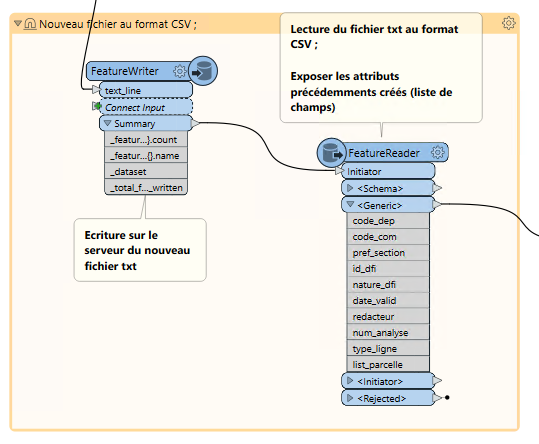 Nouveau fichier au format CSV ;
Lecture du fichier txt au format
CSV ;
Exposer les attributs
précédemments créés (liste de
champs)
FeatureWriter
text_line
Connect Input
Summary
_featur...}.count
_featur...{}.name
_dataset
_total_f..._written
Ecriture sur le
serveur du nouveau
fichier txt
FeatureReader
Initiator
<Schema>
<Generic>
code_dep
code_com
pref_section
id_dfi
nature_dfi
date_valid
redacteur
num_analyse
type_ligne
list_parcelle
<Initiator>
<Rejected>